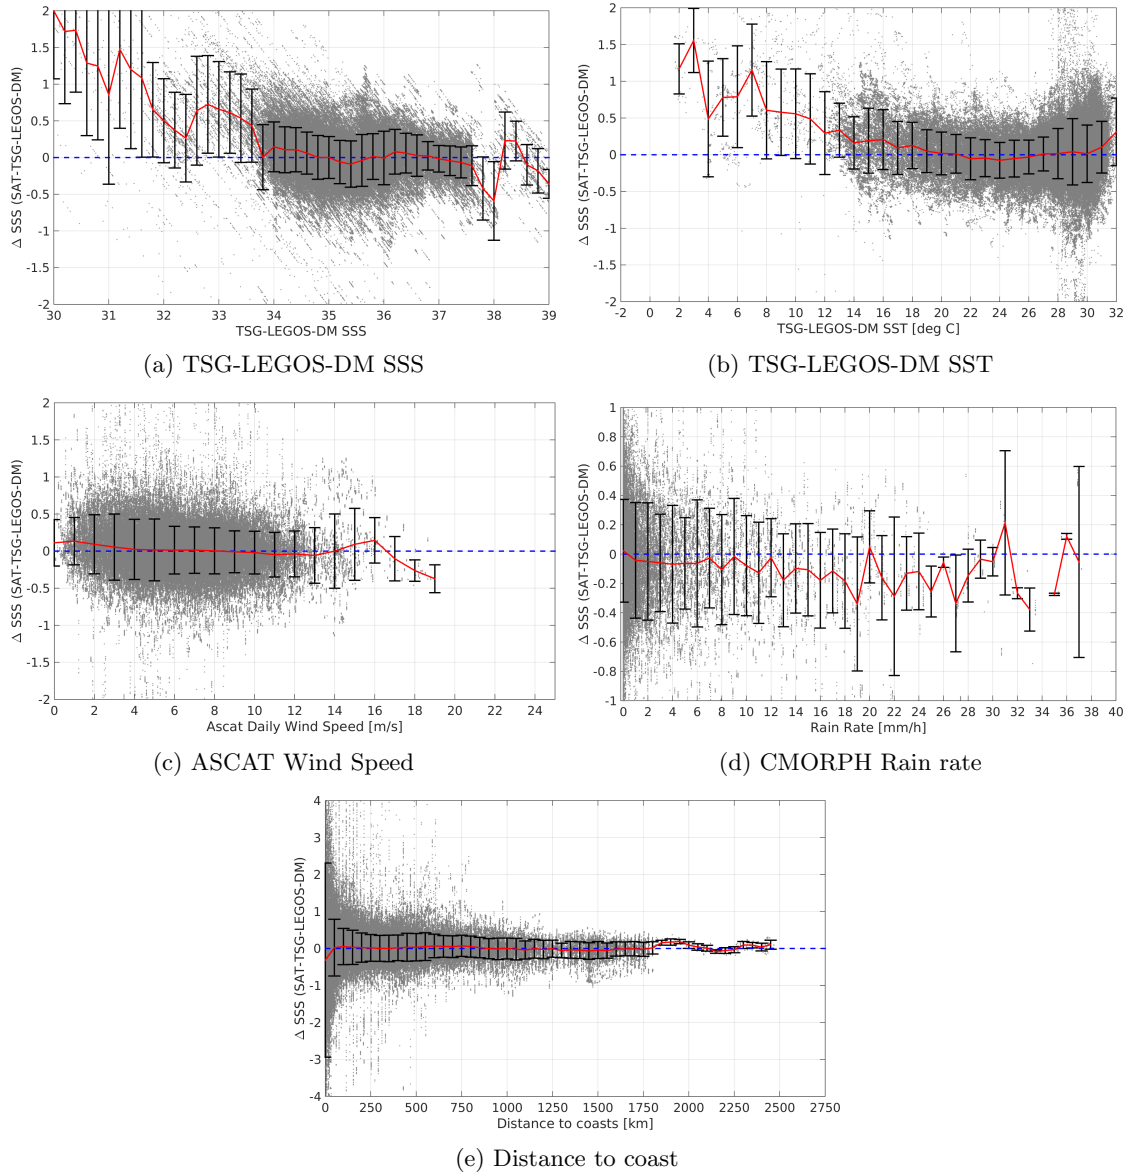 2
1.5
1
0.5
0
-0.5
-1
-1.5
-2
Δ SSS (SAT-TSG-LEGOS-DM)
30 31 32 33 34 35 36 37 38 39
TSG-LEGOS-DM SSS
(a) TSG-LEGOS-DM SSS
2
1.5
1
0.5
0
-0.5
-1
-1.5
-2
Δ SSS (SAT-TSG-LEGOS-DM)
-2 0 2 4 6 8 10 12 14 16 18 20 22 24 26 28 30 32
TSG-LEGOS-DM SST [deg C]
(b) TSG-LEGOS-DM SST
2
1.5
1
0.5
0
-0.5
-1
-1.5
-2
Δ SSS (SAT-TSG-LEGOS-DM)
0 2 4 6 8 10 12 14 16 18 20 22 24
Ascat Daily Wind Speed [m/s]
(c) ASCAT Wind Speed
1
0.8
0.6
0.4
0.2
0
-0.2
-0.4
-0.6
-0.8
-1
Δ SSS (SAT-TSG-LEGOS-DM)
0 2 4 6 8 10 12 14 16 18 20 22 24 26 28 30 32 34 36 38 40
Rain Rate [mm/h]
(d) CMORPH Rain rate
4
3
2
1
0
-1
-2
-3
-4
Δ SSS (SAT-TSG-LEGOS-DM)
0 250 500 750 1000 1250 1500 1750 2000 2250 2500 2750
Distance to coasts [km]
(e) Distance to coast